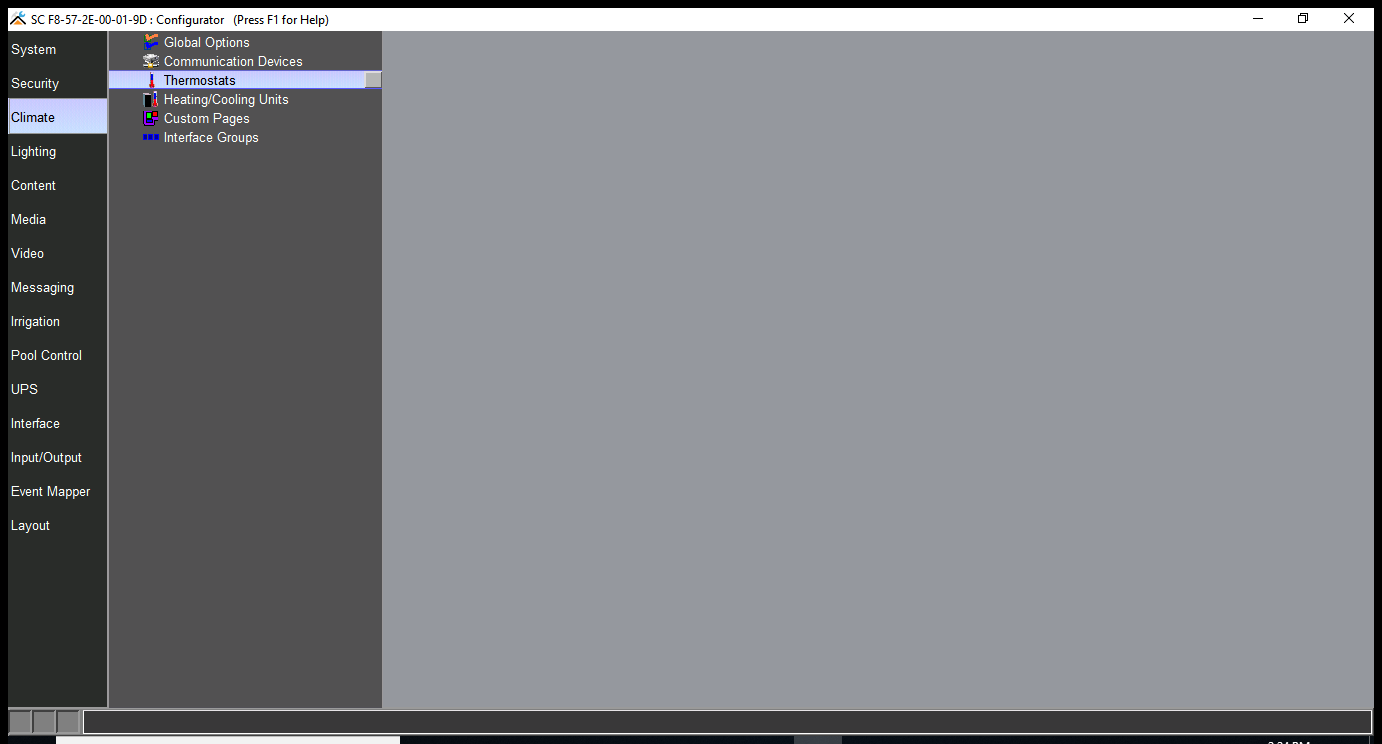 SC F8-57-2E-00-01-9D : Configurator (Press F1 for Help)
System
Security
Climate
Lighting
Content
Media
Video
Messaging
Irrigation
Pool Control
UPS
Interface
Input/Output
Event Mapper
Layout
Global Options
Communication Devices
Thermostats
Heating/Cooling Units
Custom Pages
Interface Groups